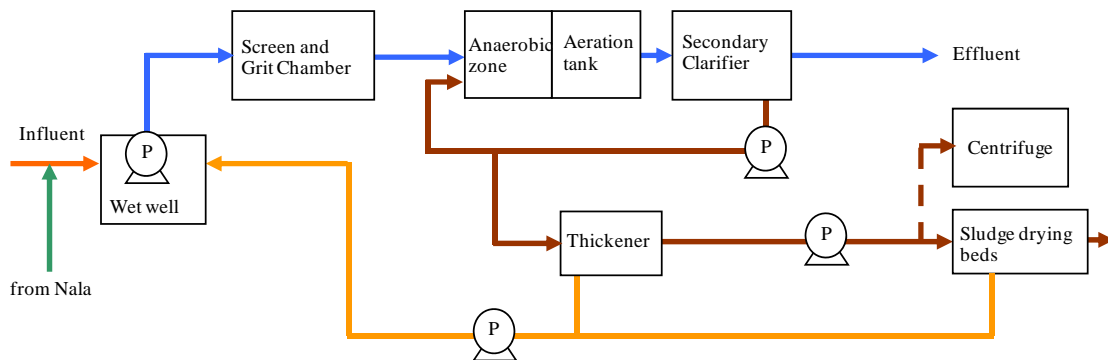 Screen and
Grit Chamber
Anaerobic
zone
Aeration
tank
Secondary
Clarifier
Effluent
Influent
P
Wet well
P
Centrifuge
from Nala
Thickener
P
Sludge drying
beds
P